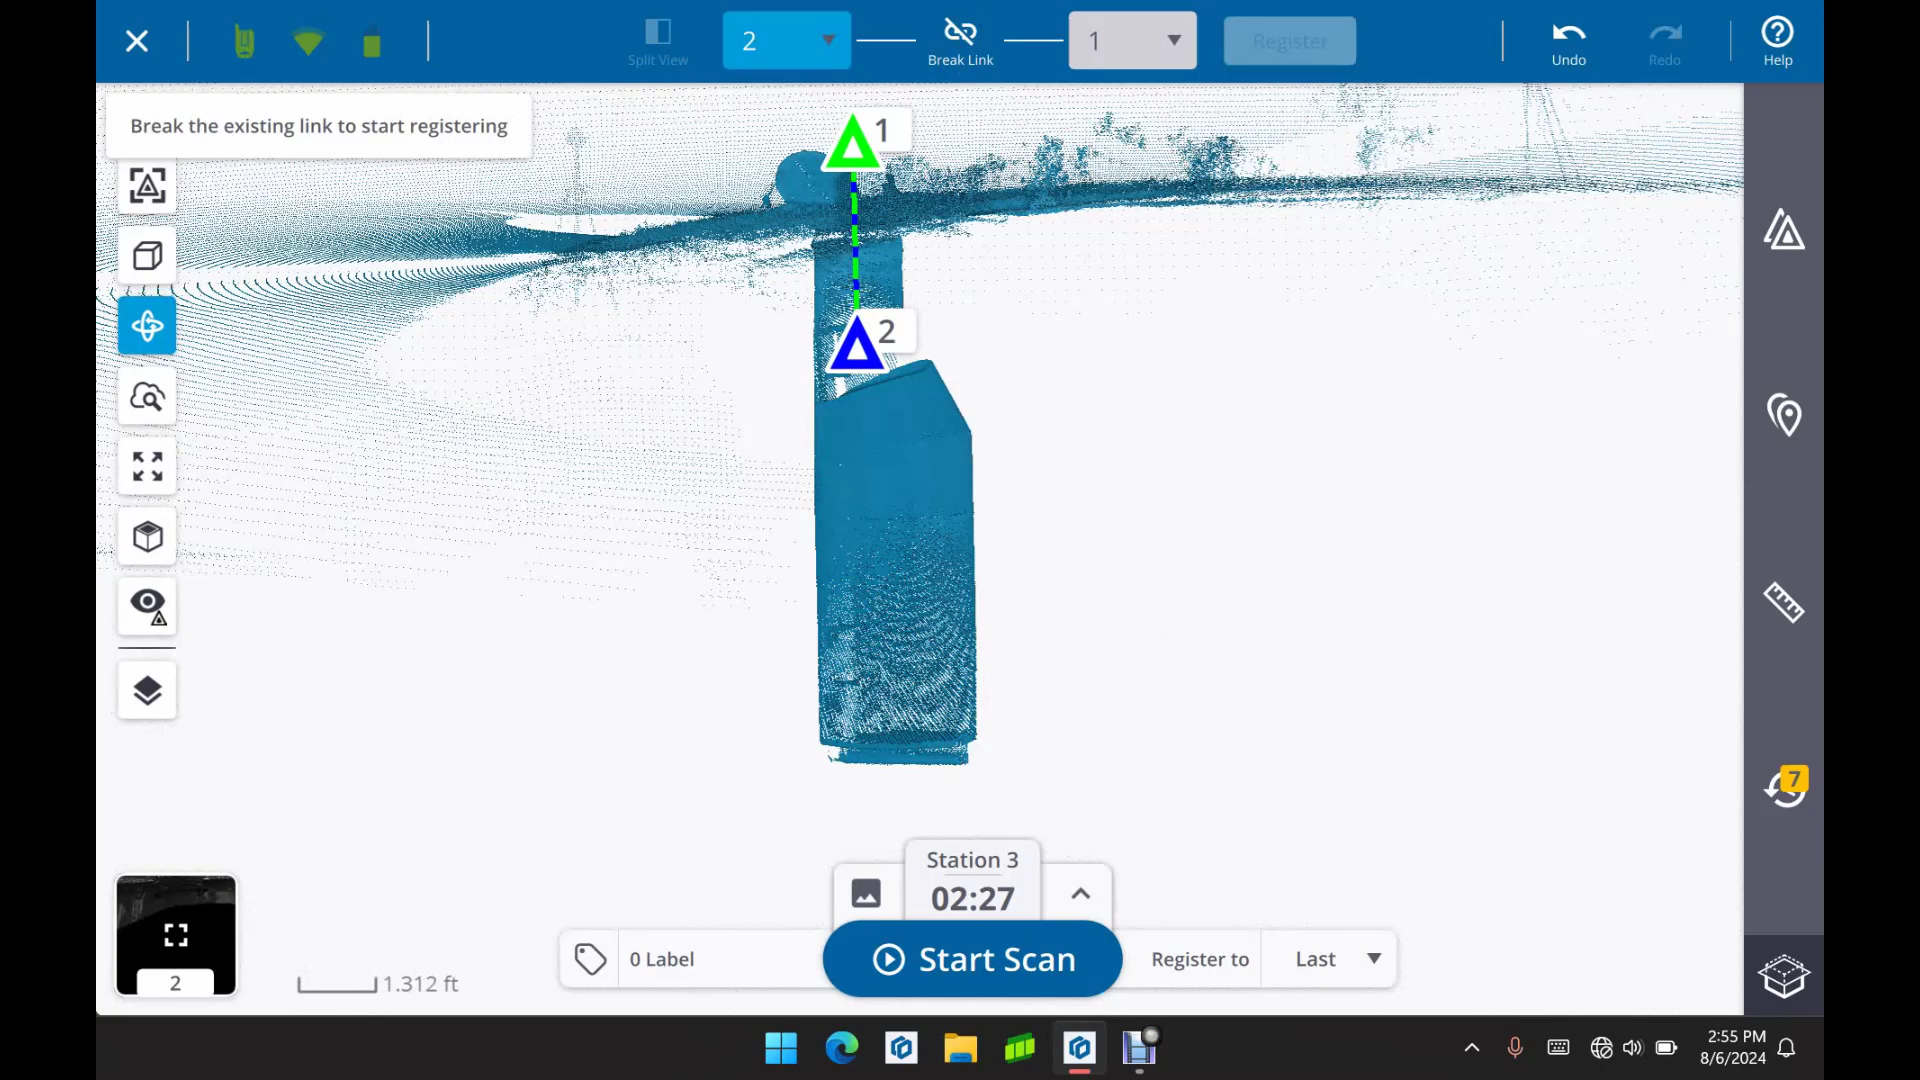 Split View
2
Break Link
1
Register
Undo
Redo
Help
Break the existing link to start registering
1
2
7
Station 3
02:27
2
1.312 ft
0 Label
Start Scan
Register to
Last
2:55 PM
8/6/2024